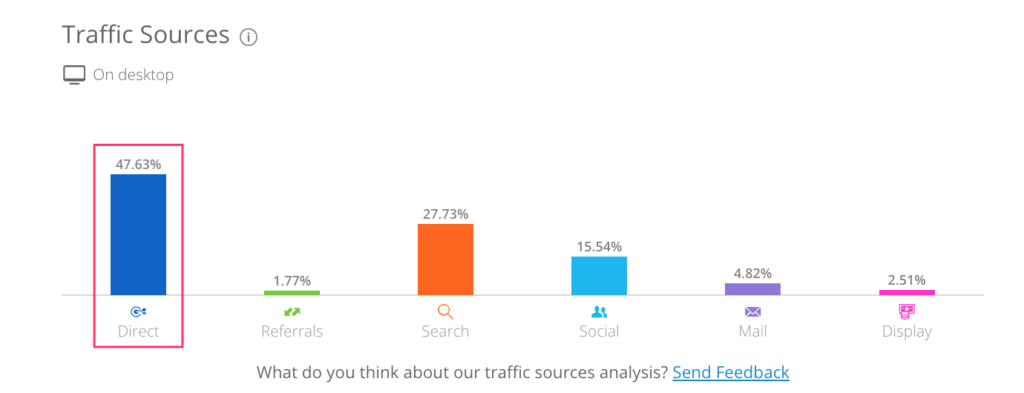 Traffic Sources
On desktop
47.63%
1.77%
27.73%
15.54%
4.82%
2.51%
Direct
Referrals
Search
Social
Mail
Display
What do you think about our traffic sources analysis? Send Feedback